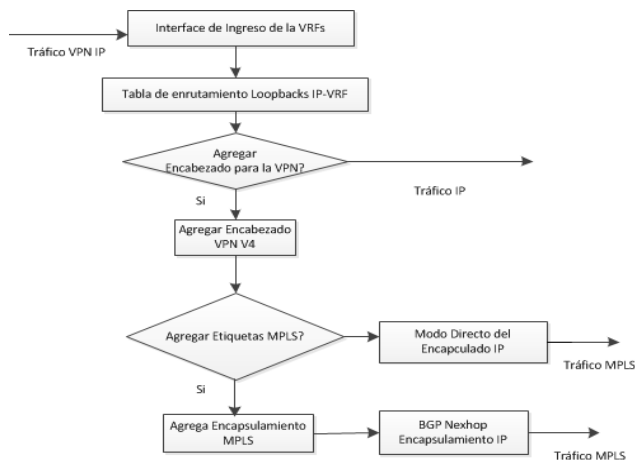 Interface de Ingreso de la VRFs
Tráfico VPN IP
Tabla de enrutamiento Loopbacks IP-VRF
Agregar
Encabezado para la VPN?
Tráfico IP
Si
Agregar Encabezado
VPN V4
Agregar Etiquetas MPLS?
Modo Directo del
Encapculado IP
Tráfico MPLS
Si
Agrega Encapsulamiento
MPLS
BGP Nexhop
Encapsulamiento IP
Tráfico MPLS